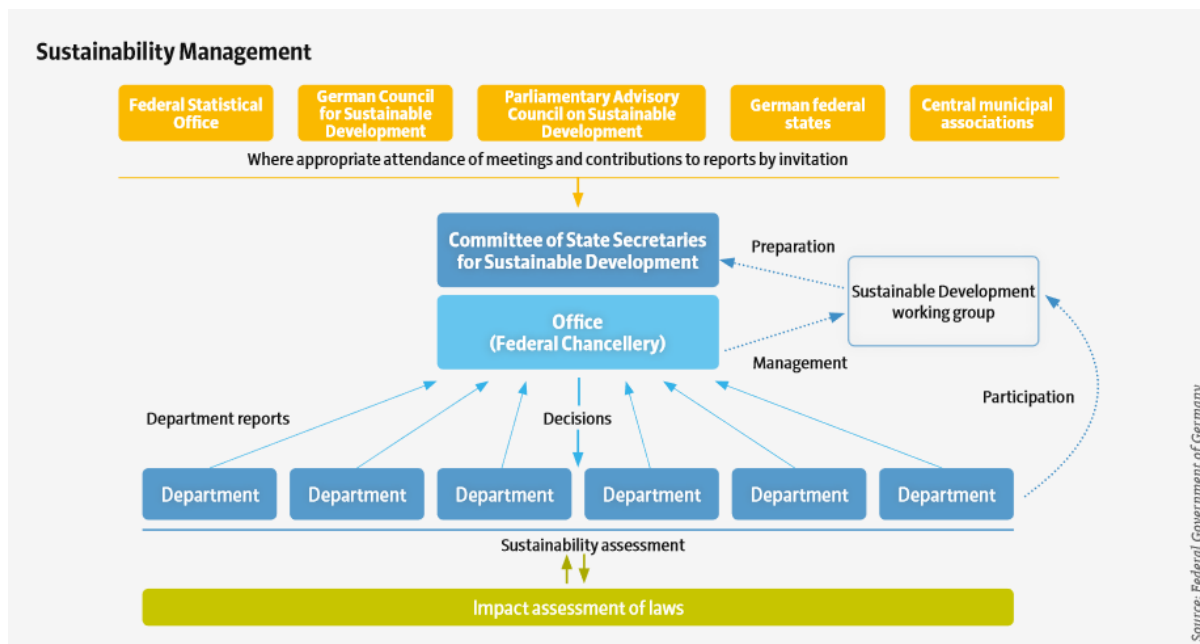 Sustainability Management
Federal Statistical
Office
German Council
for Sustainable
Development
Parliamentary Advisory
Council on Sustainable
Development
German federal
states
Central municipal
associations
Where appropriate attendance of meetings and contributions to reports by invitation
Committee of State Secretaries
for Sustainable Development
Preparation
Sustainable Development
working group
Office
(Federal Chancellery)
Management
Participation
Department reports
Decisions
Department
Department
Department
Department
Department
Department
Sustainability assessment
Impact assessment of laws
Source: Federal Government of Germany